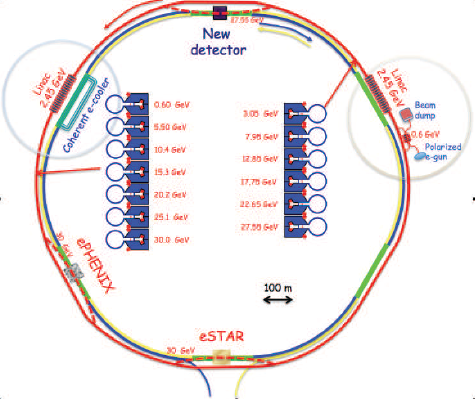 27.55 GeV
New
detector
Linac
2.45 GeV
Coherent e-cooler
Linac
2.45 GeV
Beam
dump
0.6 GeV
Polarized
e-gun
0.60 GeV
5.50 GeV
10.4 GeV
15.3 GeV
20.2 GeV
25.1 GeV
30.0 GeV
3.05 GeV
7.95 GeV
12.85 GeV
17.75 GeV
22.65 GeV
27.55 GeV
30 GeV
ePHENIX
100 m
eSTAR
30 GeV